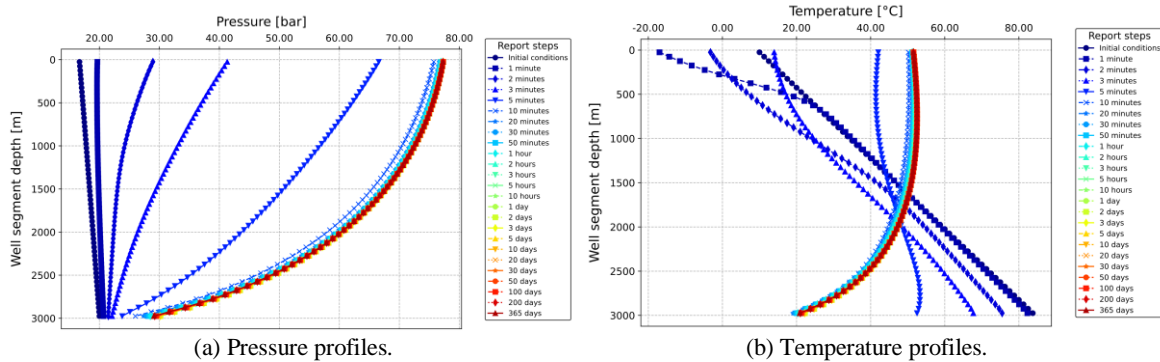 Pressure [bar]
20.00 30.00 40.00 50.00 60.00 70.00 80.00
Well segment depth [m]
0
500
1000
1500
2000
2500
3000
Report steps
Initial conditions
1 minute
2 minutes
3 minutes
5 minutes
10 minutes
20 minutes
30 minutes
50 minutes
1 hour
2 hours
3 hours
5 hours
10 hours
1 day
2 days
3 days
5 days
10 days
20 days
30 days
50 days
100 days
200 days
365 days
(a) Pressure profiles.
Temperature [°C]
-20.00 0.00 20.00 40.00 60.00 80.00
Well segment depth [m]
0
500
1000
1500
2000
2500
3000
Report steps
Initial conditions
1 minute
2 minutes
3 minutes
5 minutes
10 minutes
20 minutes
30 minutes
50 minutes
1 hour
2 hours
3 hours
5 hours
10 hours
1 day
2 days
3 days
5 days
10 days
20 days
30 days
50 days
100 days
200 days
365 days
(b) Temperature profiles.